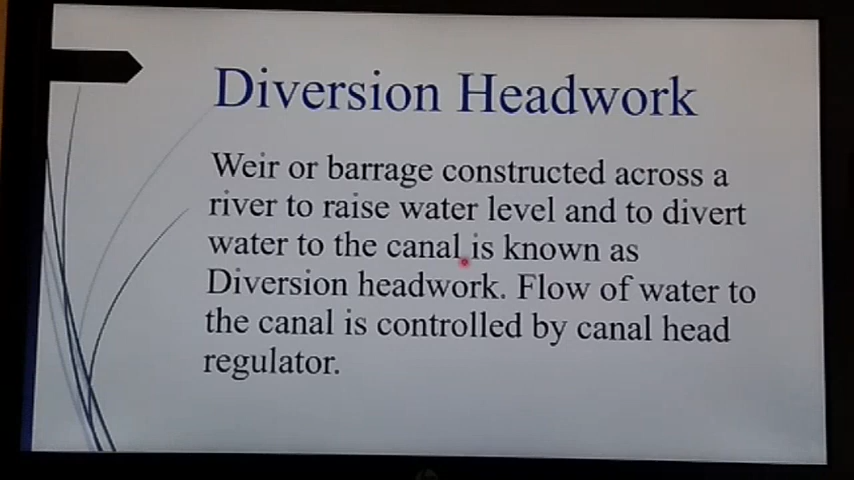 Diversion Headwork
Weir or barrage constructed across a
river to raise water level and to divert
water to the canal is known as
Diversion headwork. Flow of water to
the canal is controlled by canal head
regulator.